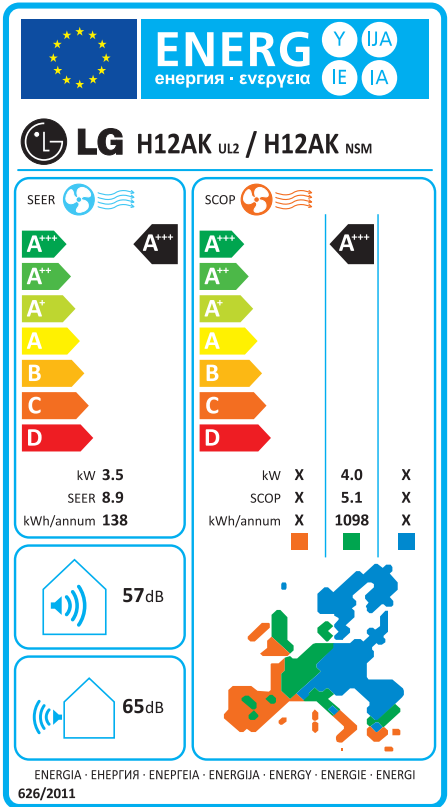 ENERG
енергия · ενεργεια
Y IJA
IE IA
LG H12AK UL2 / H12AK NSM
SEER
A+++ A+++
A++
A+
A
B
C
D
kW 3.5
SEER 8.9
kWh/annum 138
SCOP
A+++ A+++
A++
A+
A
B
C
D
kW X 4.0 X
SCOP X 5.1 X
kWh/annum X 1098 X
57dB
65dB
ENERGIA · ЕНЕРГИЯ · ΕΝΕΡΓΕΙΑ · ENERGIJA · ENERGY · ENERGIE · ENERGI
626/2011